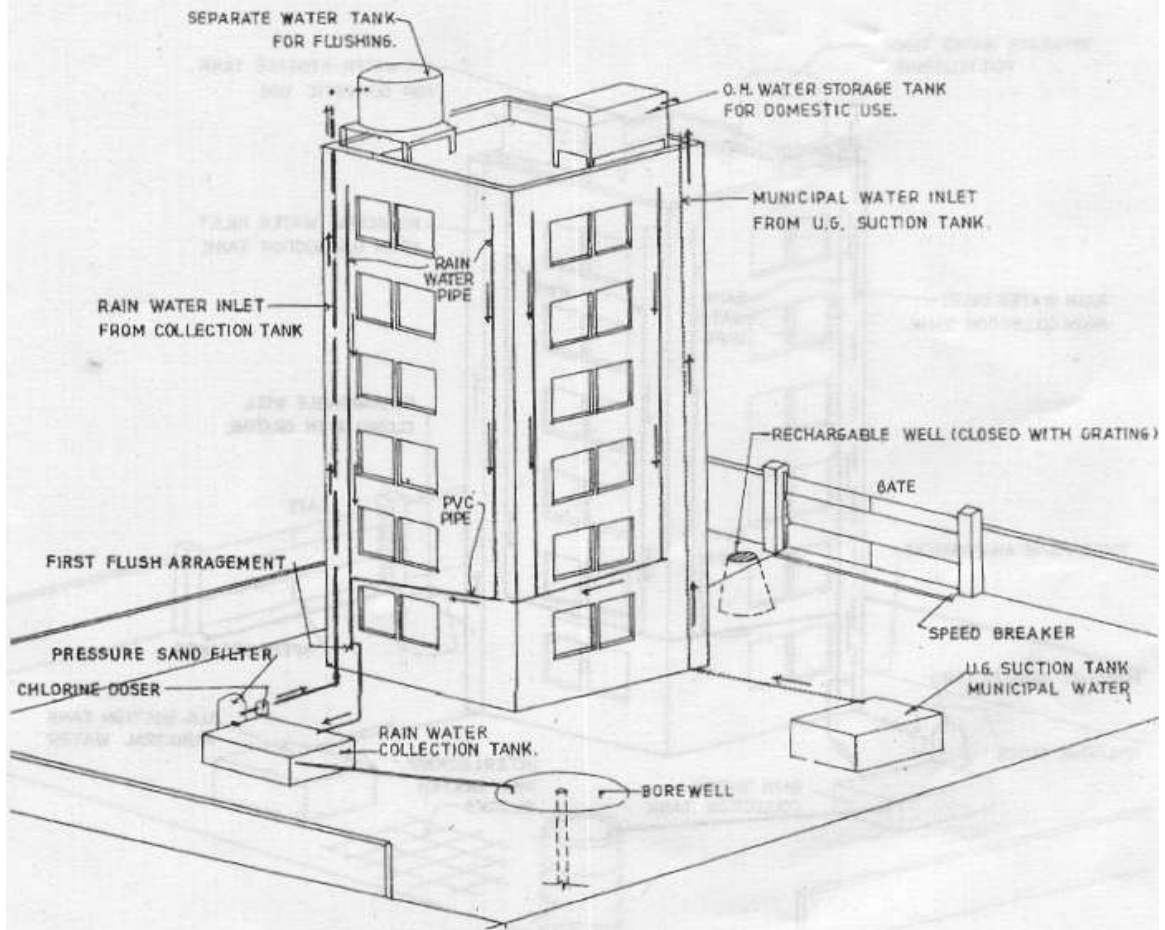 SEPARATE WATER TANK
FOR FLUSHING.
O.H. WATER STORAGE TANK
FOR DOMESTIC USE.
MUNICIPAL WATER INLET
FROM U.G. SUCTION TANK.
RAIN
WATER
PIPE
RAIN WATER INLET
FROM COLLECTION TANK
RECHARGABLE WELL (CLOSED WITH GRATING)
GATE
PVC
PIPE
FIRST FLUSH ARRAGEMENT
SPEED BREAKER
PRESSURE SAND FILTER
CHLORINE DOSER
U.G. SUCTION TANK
MUNICIPAL WATER
RAIN WATER
COLLECTION TANK.
BOREWELL